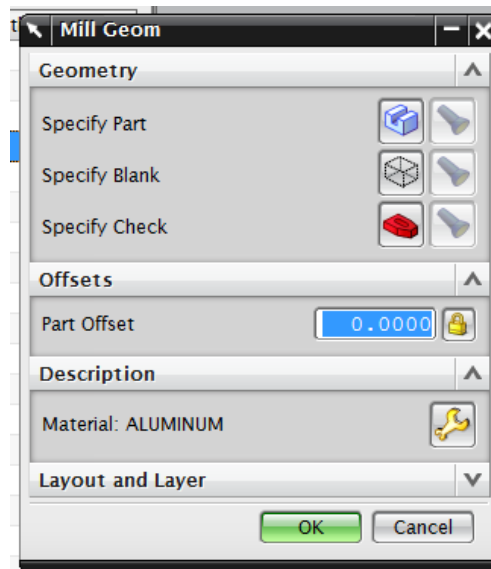 Mill Geom
Geometry
Specify Part
Specify Blank
Specify Check
Offsets
Part Offset 0.0000
Description
Material: ALUMINUM
Layout and Layer
OK Cancel